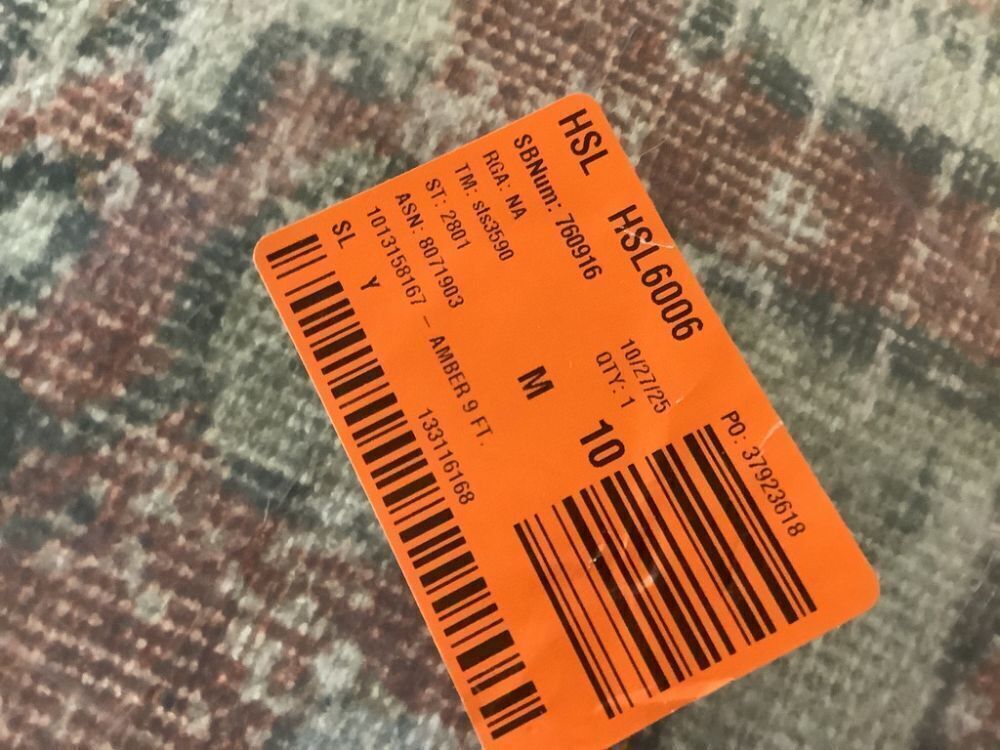 HSL HSL6006
SBNum: 760916 10/27/25 PO: 37923618
RGA: NA QTY: 1
TM: sls3590 M 10
ST: 2801
ASN: 8071903
1013158167 – AMBER 9 FT.
SL Y 133116168